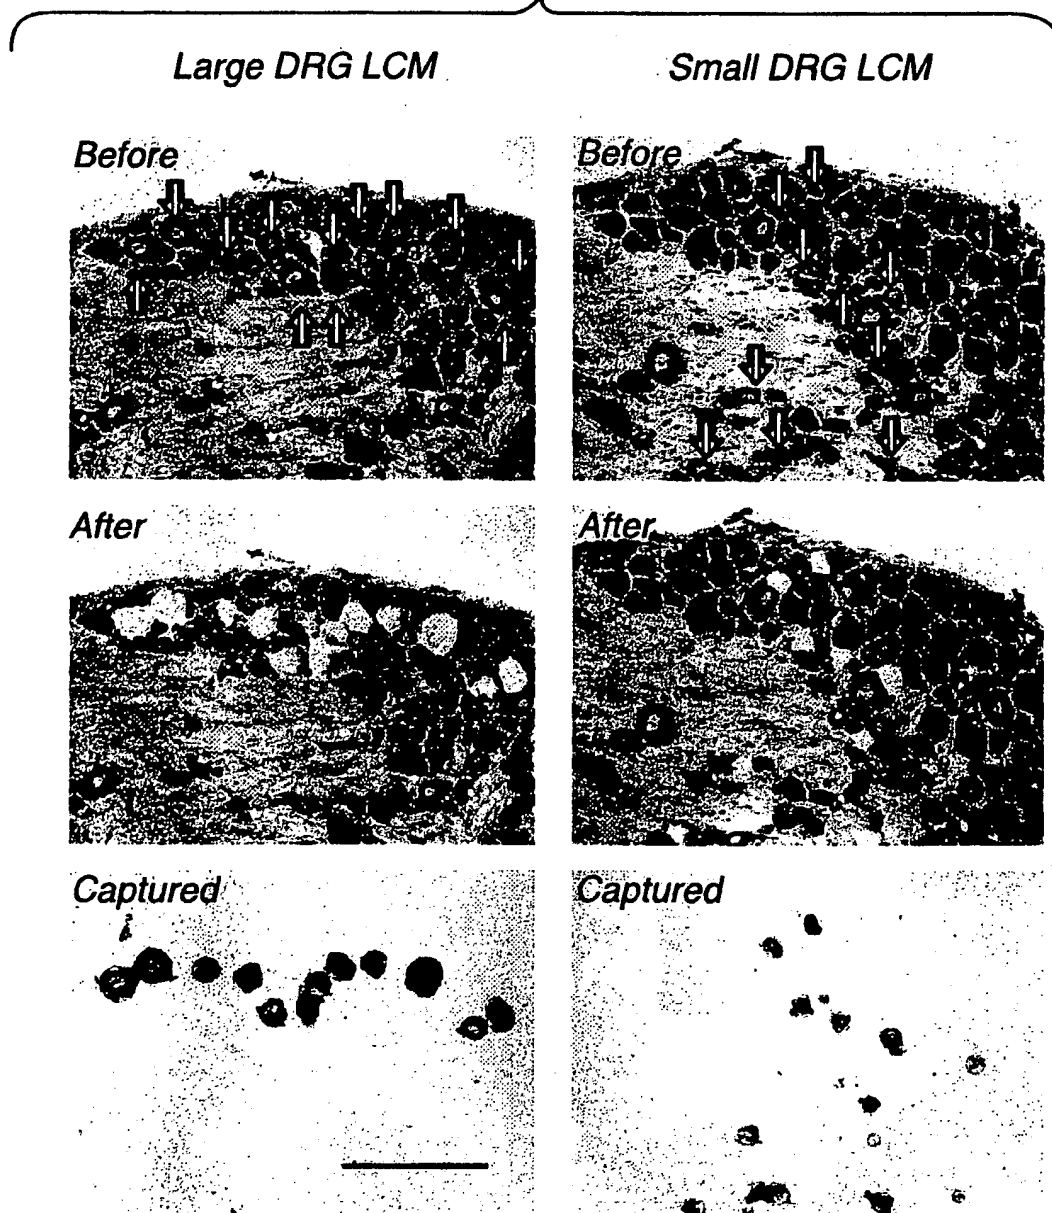 Large DRG LCM
Small DRG LCM
Before
Before
After
After
Captured
Captured